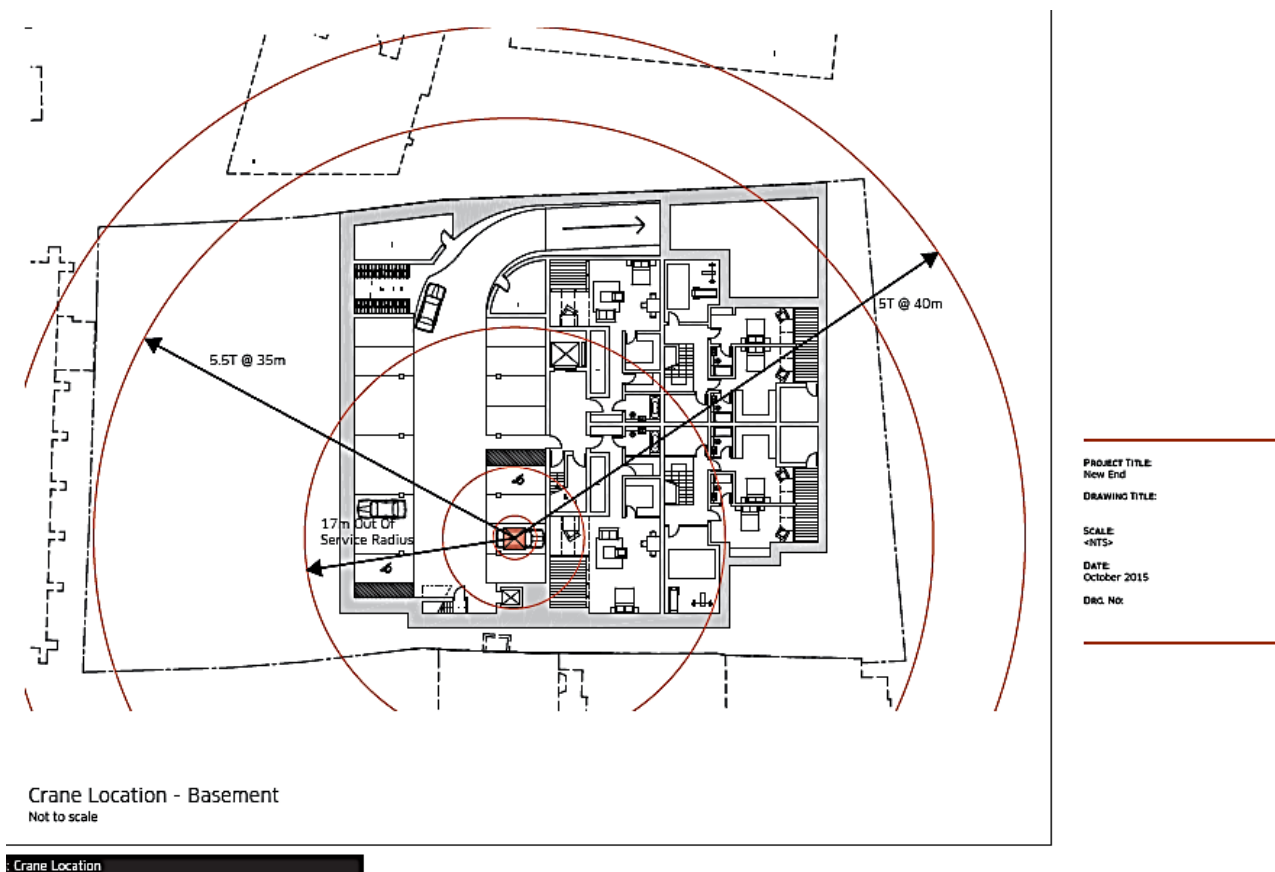 5T @ 40m
5.5T @ 35m
17m Out Of
Service Radius
PROJECT TITLE:
New End
DRAWING TITLE:
SCALE:
<NTS>
DATE:
October 2015
DRG. NO:
Crane Location - Basement
Not to scale
: Crane Location